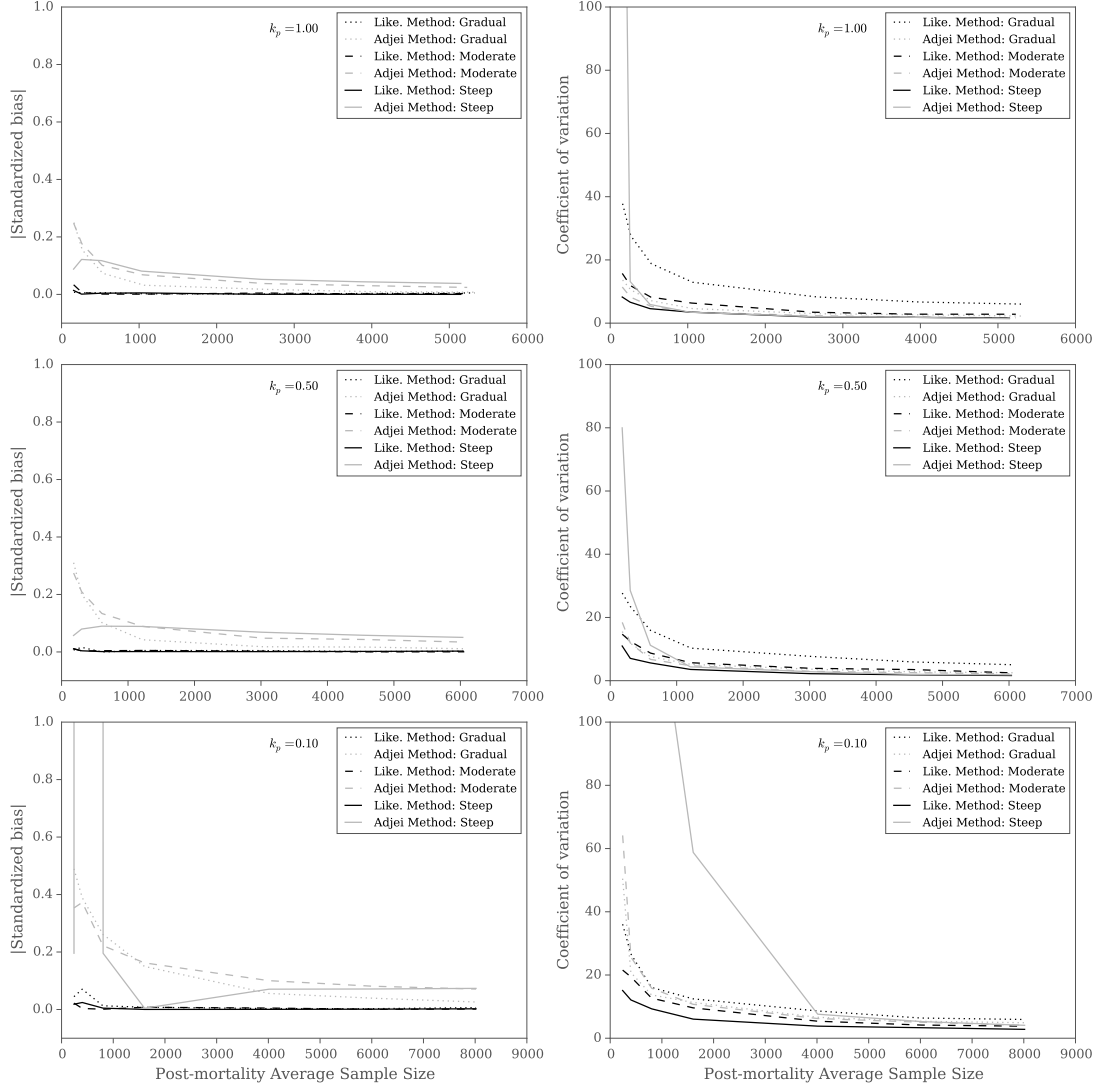 1.0
0.8
0.6
0.4
0.2
0.0
|Standardized bias|
0 1000 2000 3000 4000 5000 6000
kₚ=1.00
Like. Method: Gradual
Adjei Method: Gradual
Like. Method: Moderate
Adjei Method: Moderate
Like. Method: Steep
Adjei Method: Steep
100
80
60
40
20
0
Coefficient of variation
0 1000 2000 3000 4000 5000 6000
kₚ=1.00
Like. Method: Gradual
Adjei Method: Gradual
Like. Method: Moderate
Adjei Method: Moderate
Like. Method: Steep
Adjei Method: Steep
1.0
0.8
0.6
0.4
0.2
0.0
|Standardized bias|
0 1000 2000 3000 4000 5000 6000 7000
kₚ=0.50
Like. Method: Gradual
Adjei Method: Gradual
Like. Method: Moderate
Adjei Method: Moderate
Like. Method: Steep
Adjei Method: Steep
100
80
60
40
20
0
Coefficient of variation
0 1000 2000 3000 4000 5000 6000 7000
kₚ=0.50
Like. Method: Gradual
Adjei Method: Gradual
Like. Method: Moderate
Adjei Method: Moderate
Like. Method: Steep
Adjei Method: Steep
1.0
0.8
0.6
0.4
0.2
0.0
|Standardized bias|
0 1000 2000 3000 4000 5000 6000 7000 8000 9000
Post-mortality Average Sample Size
kₚ=0.10
Like. Method: Gradual
Adjei Method: Gradual
Like. Method: Moderate
Adjei Method: Moderate
Like. Method: Steep
Adjei Method: Steep
100
80
60
40
20
0
Coefficient of variation
0 1000 2000 3000 4000 5000 6000 7000 8000 9000
Post-mortality Average Sample Size
kₚ=0.10
Like. Method: Gradual
Adjei Method: Gradual
Like. Method: Moderate
Adjei Method: Moderate
Like. Method: Steep
Adjei Method: Steep